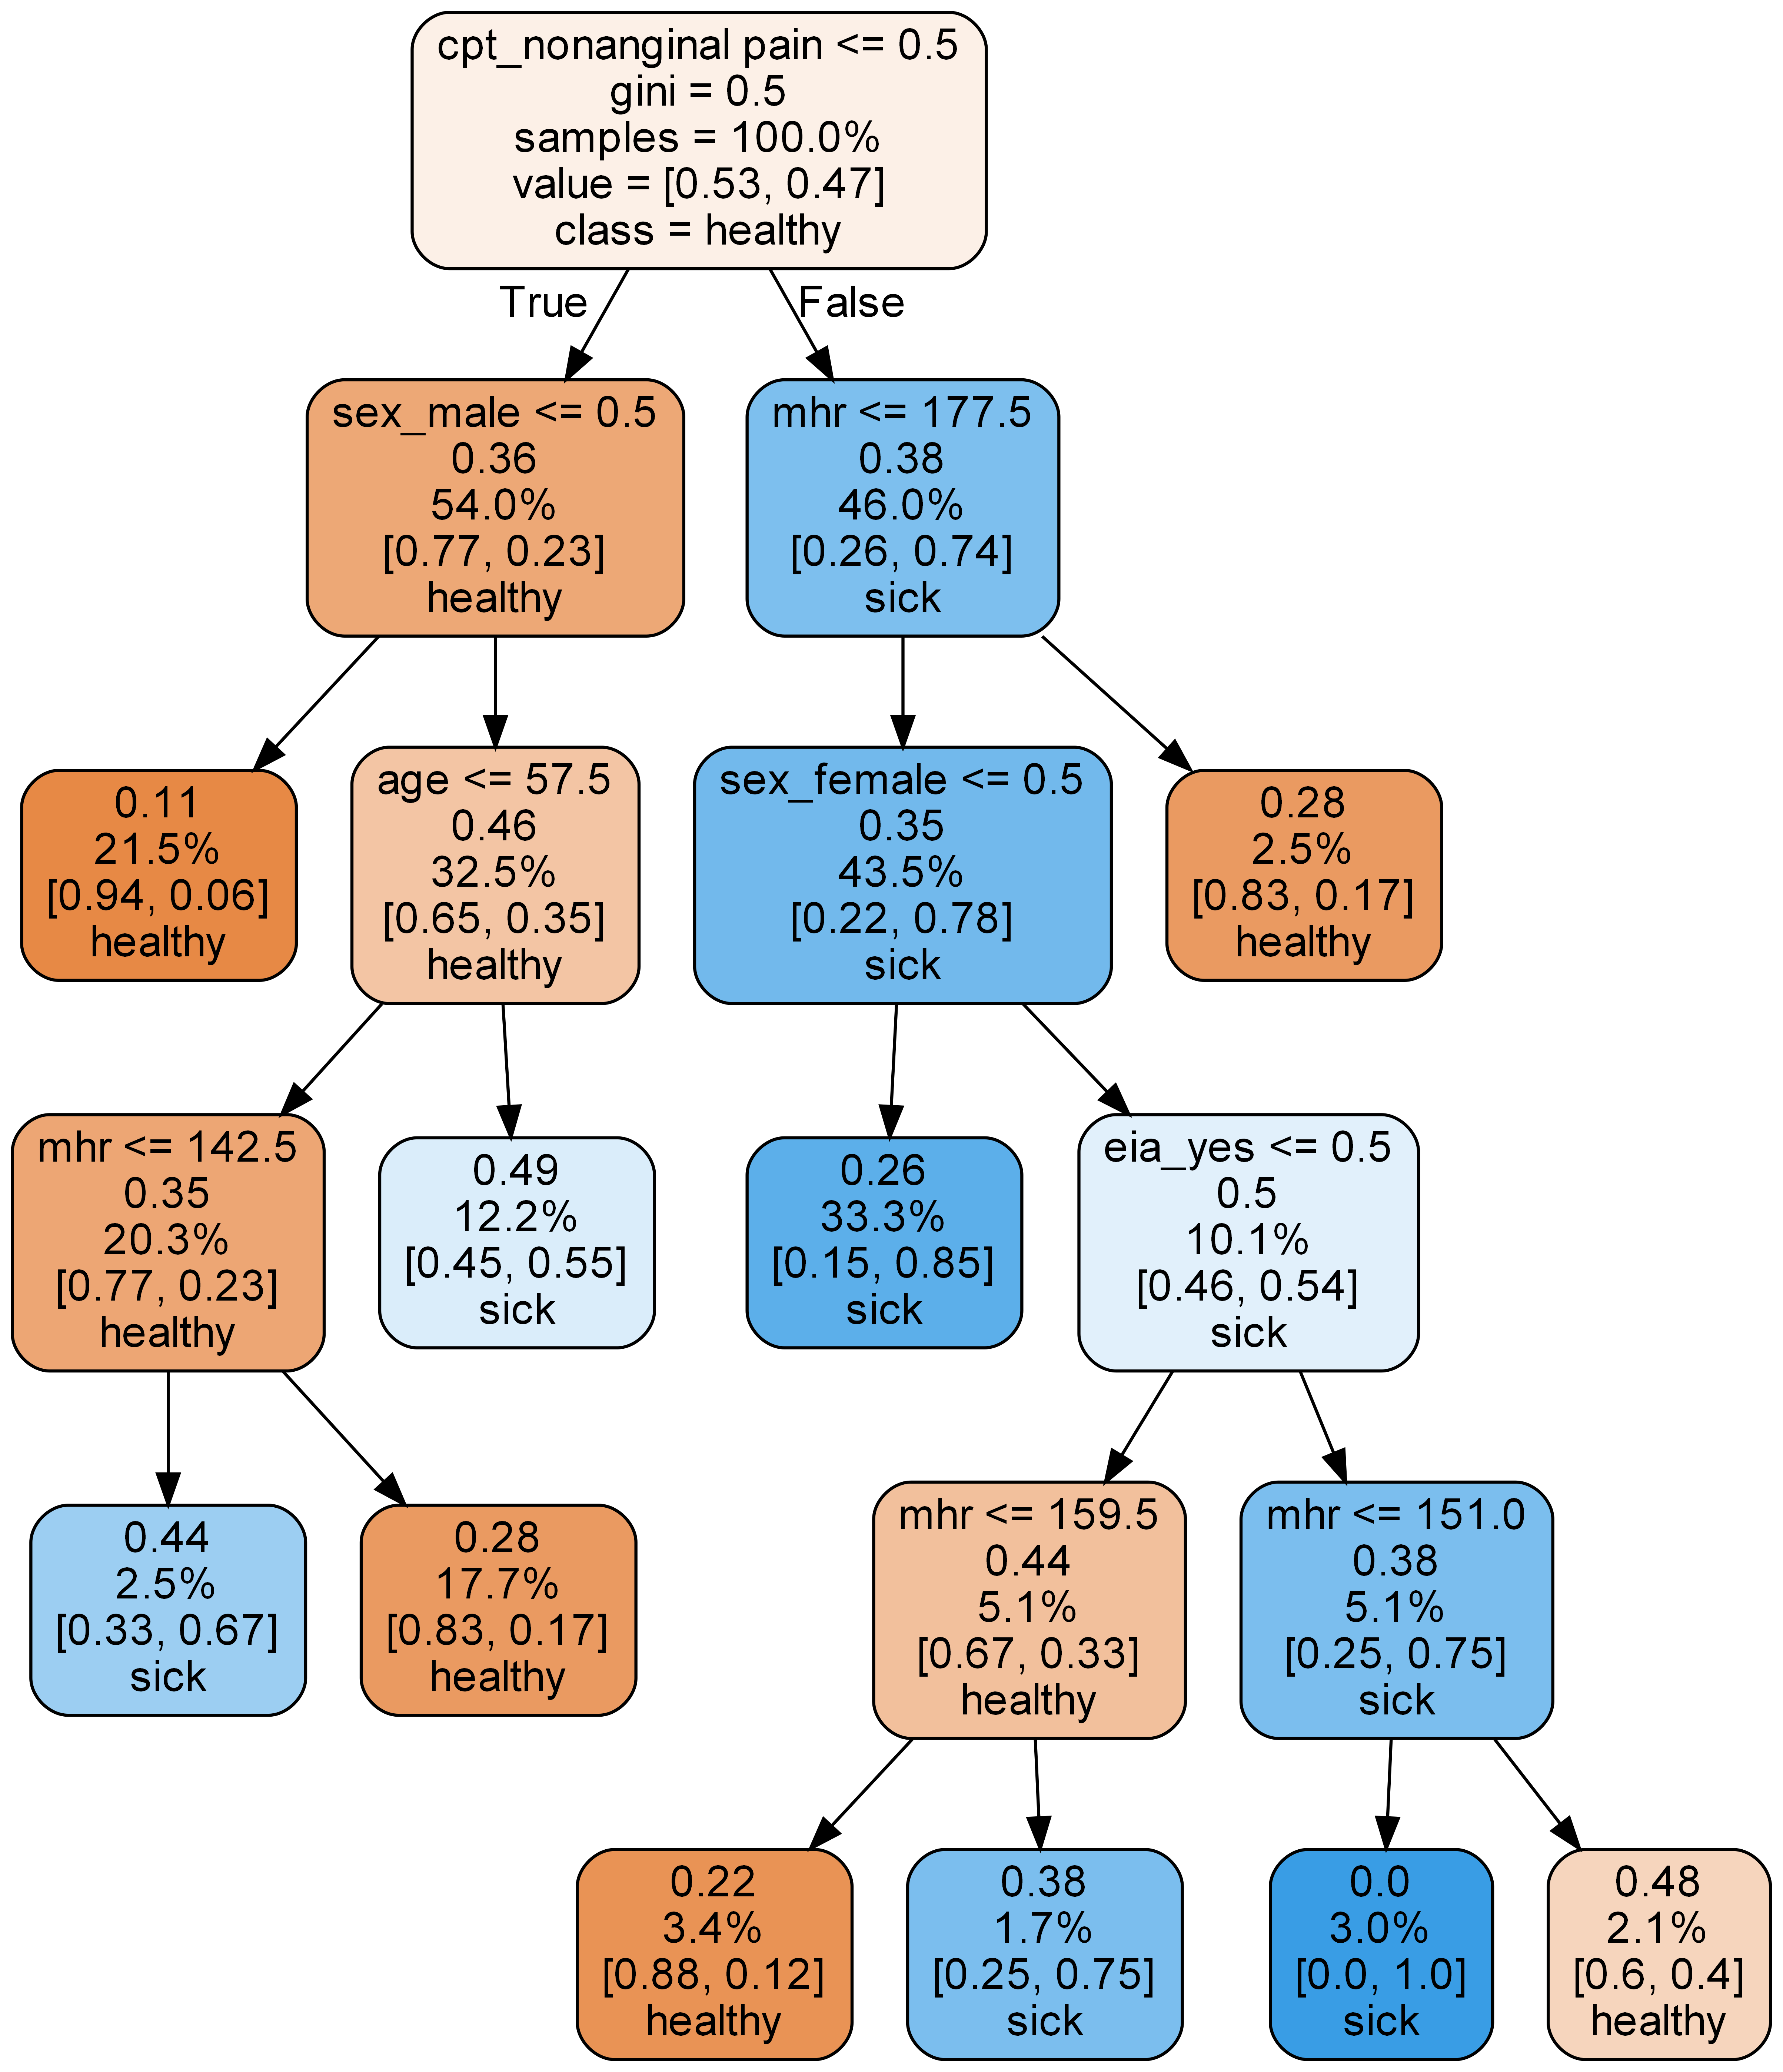 cpt_nonanginal pain <= 0.5
gini = 0.5
samples = 100.0%
value = [0.53, 0.47]
class = healthy
True
False
sex_male <= 0.5
0.36
54.0%
[0.77, 0.23]
healthy
mhr <= 177.5
0.38
46.0%
[0.26, 0.74]
sick
0.11
21.5%
[0.94, 0.06]
healthy
age <= 57.5
0.46
32.5%
[0.65, 0.35]
healthy
sex_female <= 0.5
0.35
43.5%
[0.22, 0.78]
sick
0.28
2.5%
[0.83, 0.17]
healthy
mhr <= 142.5
0.35
20.3%
[0.77, 0.23]
healthy
0.49
12.2%
[0.45, 0.55]
sick
0.26
33.3%
[0.15, 0.85]
sick
eia_yes <= 0.5
0.5
10.1%
[0.46, 0.54]
sick
0.44
2.5%
[0.33, 0.67]
sick
0.28
17.7%
[0.83, 0.17]
healthy
mhr <= 159.5
0.44
5.1%
[0.67, 0.33]
healthy
mhr <= 151.0
0.38
5.1%
[0.25, 0.75]
sick
0.22
3.4%
[0.88, 0.12]
healthy
0.38
1.7%
[0.25, 0.75]
sick
0.0
3.0%
[0.0, 1.0]
sick
0.48
2.1%
[0.6, 0.4]
healthy